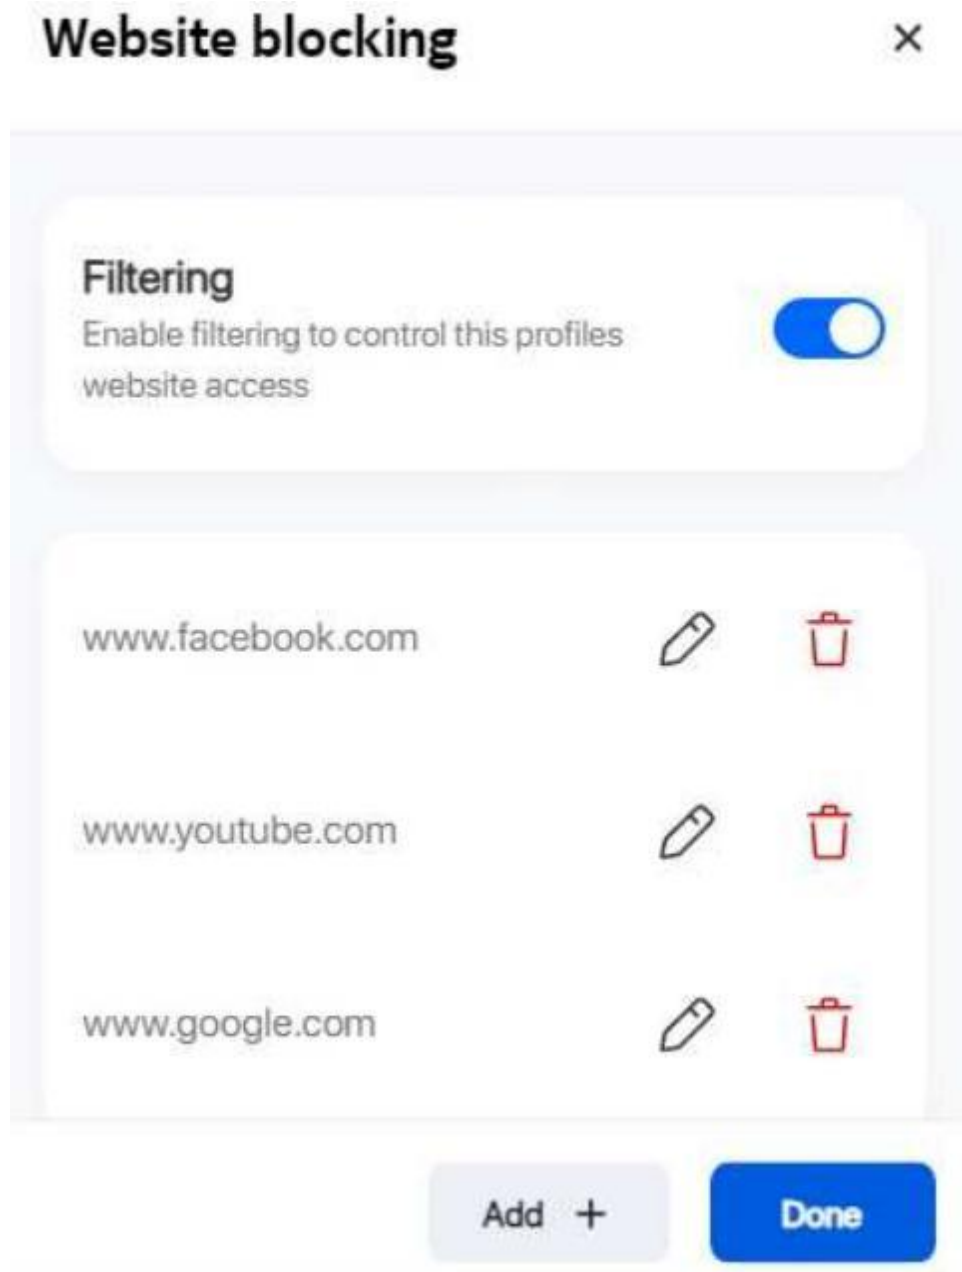 Website blocking
Filtering
Enable filtering to control this profiles
website access
www.facebook.com
www.youtube.com
www.google.com
Add +
Done